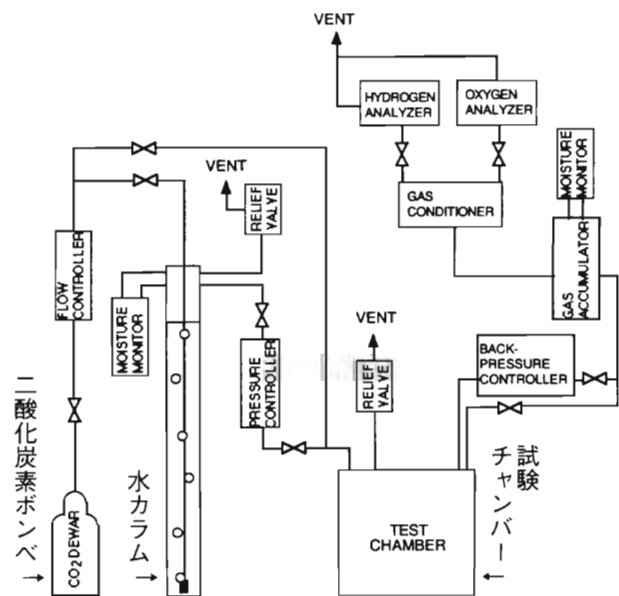 VENT
HYDROGEN
ANALYZER
OXYGEN
ANALYZER
MOISTURE
MONITOR
VENT
RELIEF
VALVE
GAS
CONDITIONER
GAS
ACCUMULATOR
FLOW
CONTROLLER
MOISTURE
MONITOR
PRESSURE
CONTROLLER
VENT
RELIEF
VALVE
BACK-
PRESSURE
CONTROLLER
二酸化炭素ボンベ
水カラム
試験
チャンバー
CO2 DEWAR
TEST
CHAMBER